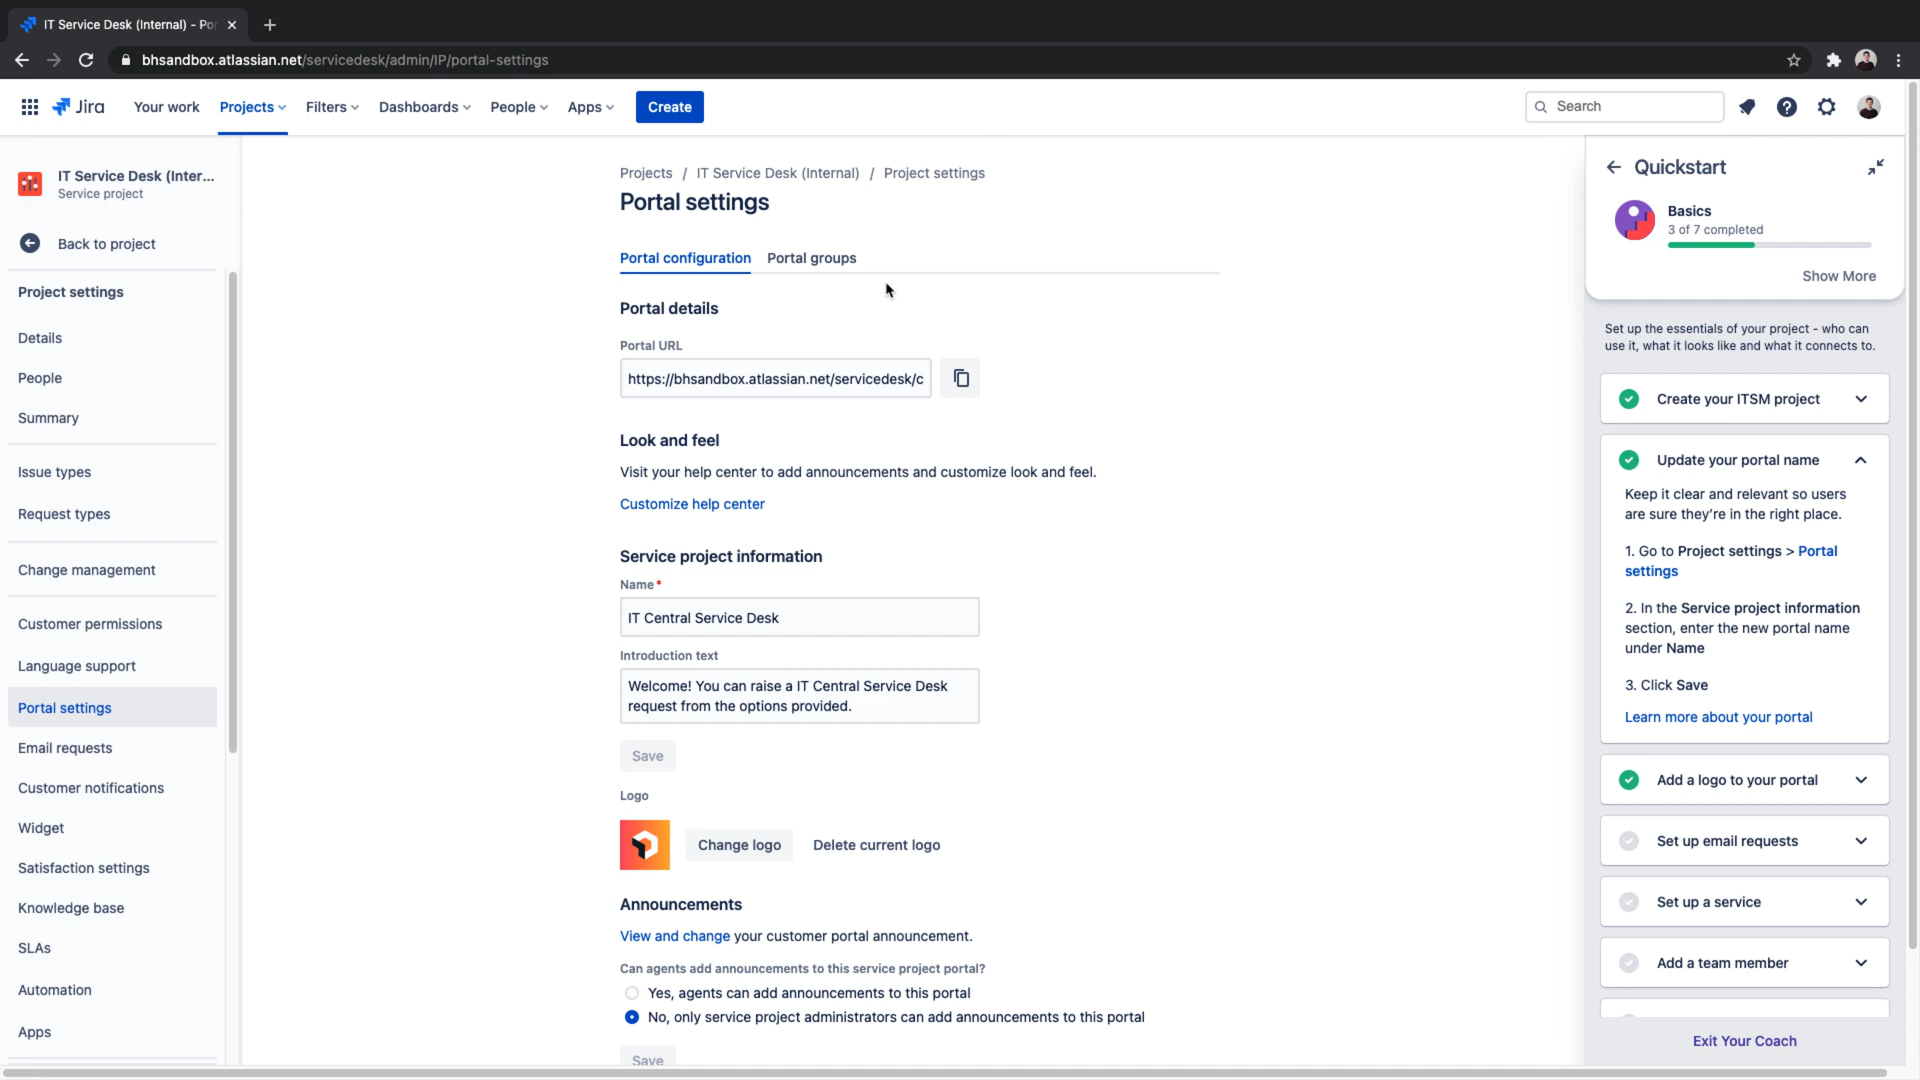 IT Service Desk (Internal) - Por
bhsandbox.atlassian.net/servicedesk/admin/IP/portal-settings
Jira
Your work
Projects
Filters
Dashboards
People
Apps
Create
Search
IT Service Desk (Inter...
Service project
Back to project
Project settings
Details
People
Summary
Issue types
Request types
Change management
Customer permissions
Language support
Portal settings
Email requests
Customer notifications
Widget
Satisfaction settings
Knowledge base
SLAs
Automation
Apps
Projects / IT Service Desk (Internal) / Project settings
Portal settings
Portal configuration
Portal groups
Portal details
Portal URL
https://bhsandbox.atlassian.net/servicedesk/c
Look and feel
Visit your help center to add announcements and customize look and feel.
Customize help center
Service project information
Name*
IT Central Service Desk
Introduction text
Welcome! You can raise a IT Central Service Desk
request from the options provided.
Save
Logo
Change logo
Delete current logo
Announcements
View and change your customer portal announcement.
Can agents add announcements to this service project portal?
Yes, agents can add announcements to this portal
No, only service project administrators can add announcements to this portal
Save
Quickstart
Basics
3 of 7 completed
Show More
Set up the essentials of your project - who can
use it, what it looks like and what it connects to.
Create your ITSM project
Update your portal name
Keep it clear and relevant so users
are sure they're in the right place.
1. Go to Project settings > Portal
settings
2. In the Service project information
section, enter the new portal name
under Name
3. Click Save
Learn more about your portal
Add a logo to your portal
Set up email requests
Set up a service
Add a team member
Exit Your Coach